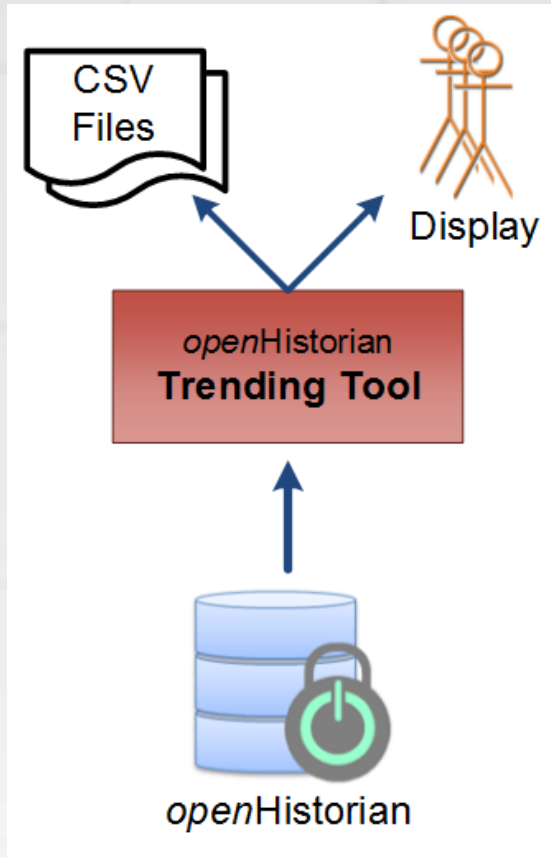 CSV
Files
Display
openHistorian
Trending Tool
openHistorian